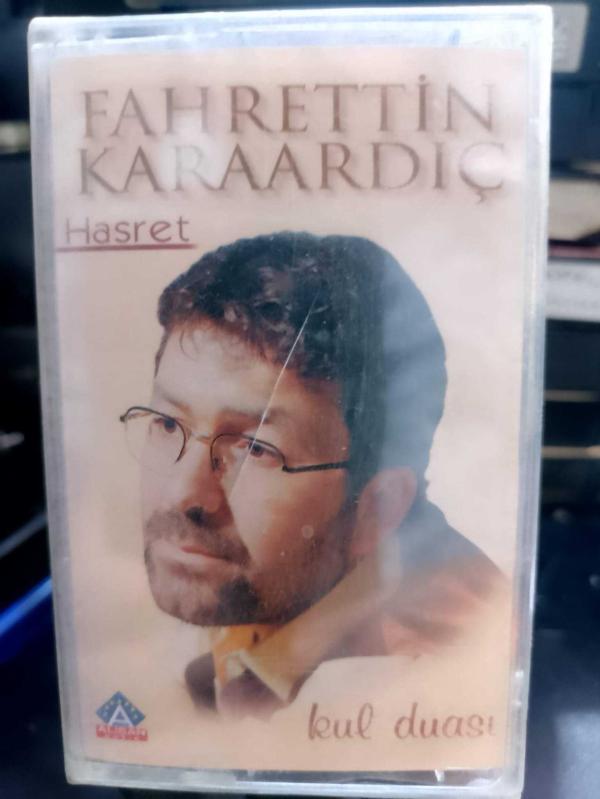 FAHRETTİN
KARAARDIÇ
Hasret
kul duası
A